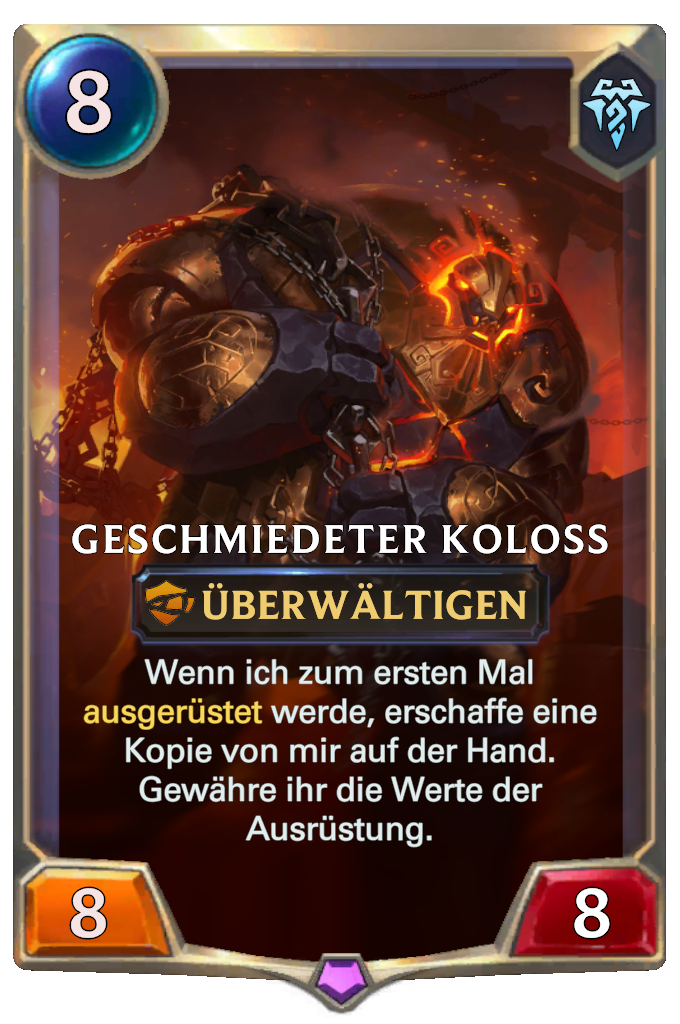 8
GESCHMIEDETER KOLOSS
ÜBERWÄLTIGEN
Wenn ich zum ersten Mal
ausgerüstet werde, erschaffe eine
Kopie von mir auf der Hand.
Gewähre ihr die Werte der
Ausrüstung.
8
8